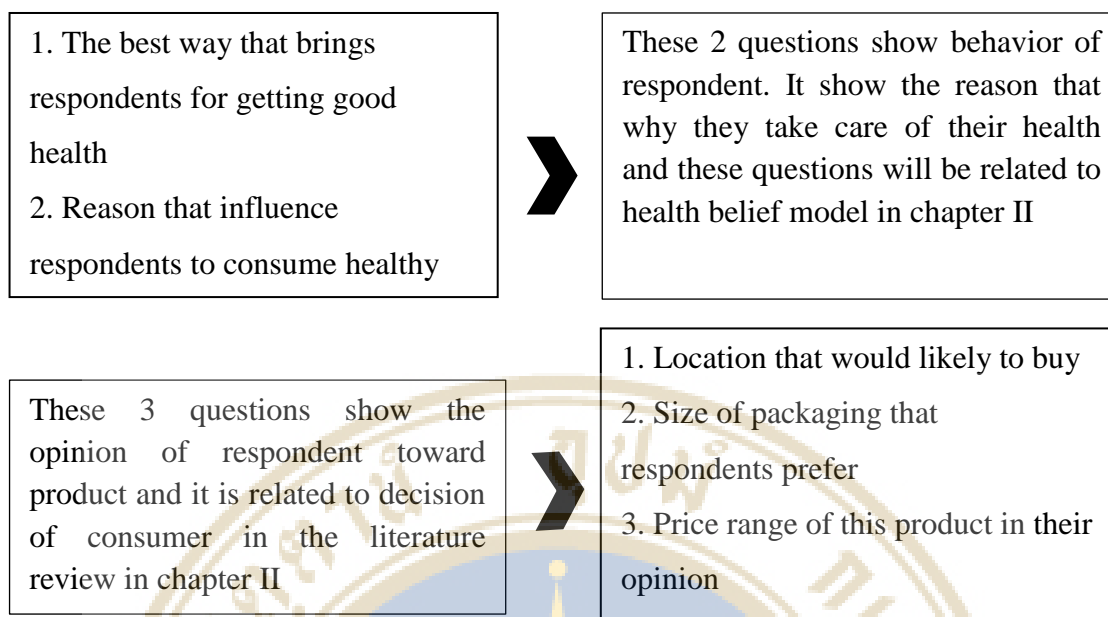 1. The best way that brings
respondents for getting good
health
2. Reason that influence
respondents to consume healthy
These 2 questions show behavior of
respondent. It show the reason that
why they take care of their health
and these questions will be related to
health belief model in chapter II
These 3 questions show the
opinion of respondent toward
product and it is related to decision
of consumer in the literature
review in chapter II
1. Location that would likely to buy
2. Size of packaging that
respondents prefer
3. Price range of this product in their
opinion